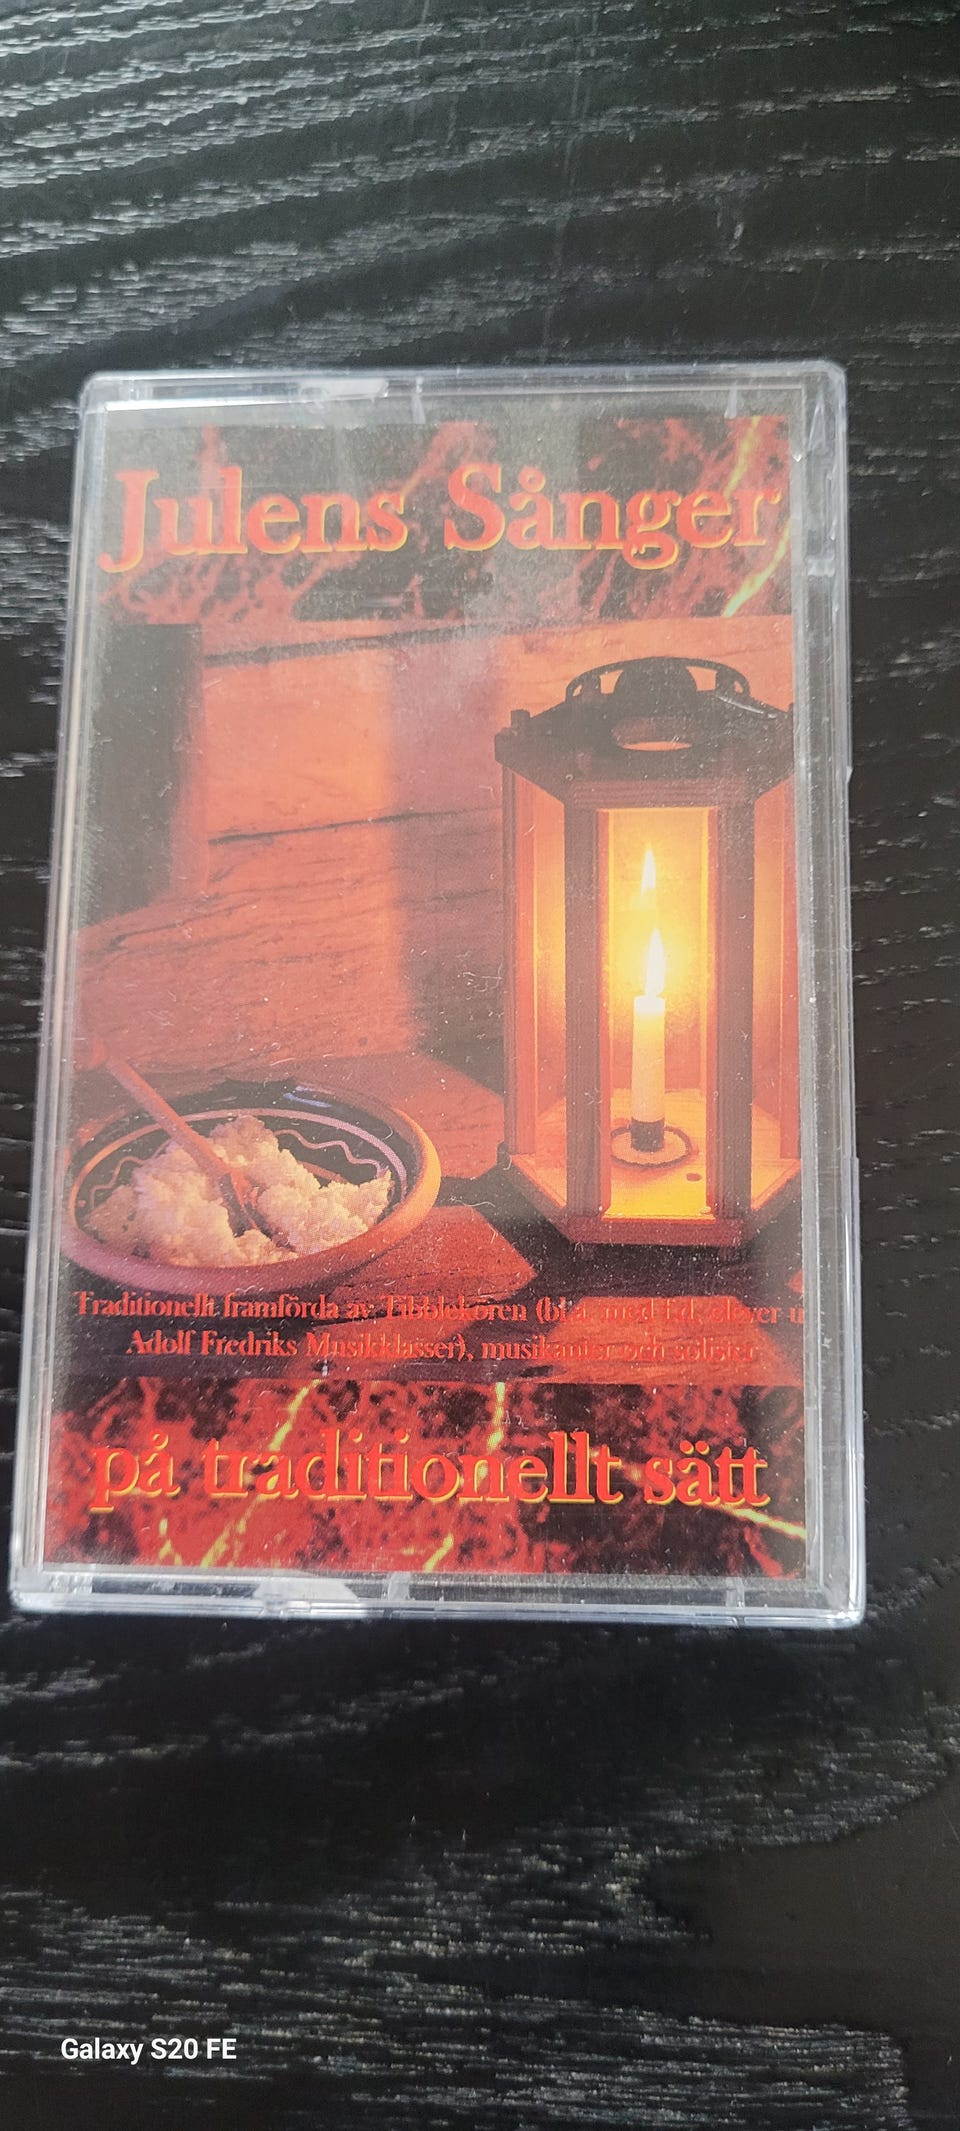 Julens Sånger
Traditionellt framförda av Tibblekören (bl.a. med f.d. elever u
Adolf Fredriks Musikklasser), musikanter och solister
på traditionellt sätt
Galaxy S20 FE